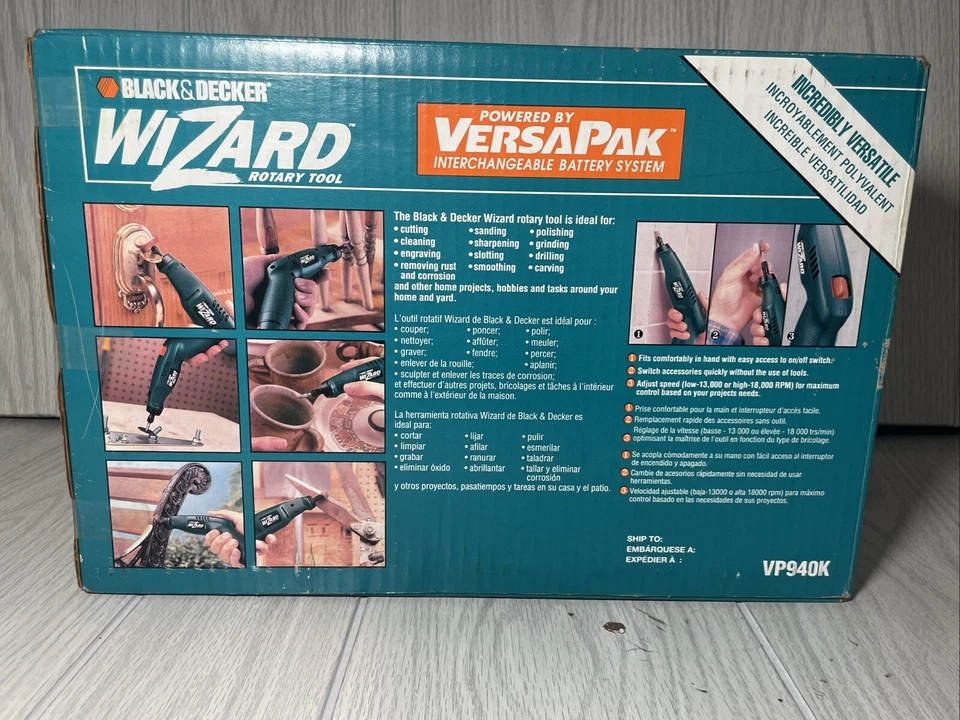 BLACK&DECKER®
WIZARD™
ROTARY TOOL
POWERED BY
VERSAPAK™
INTERCHANGEABLE BATTERY SYSTEM
INCREDIBLY VERSATILE
INCROYABLEMENT POLYVALENT
INCREIBLE VERSATILIDAD
The Black & Decker Wizard rotary tool is ideal for:
• cutting • sanding • polishing
• cleaning • sharpening • grinding
• engraving • slotting • drilling
• removing rust • smoothing • carving
and corrosion
and other home projects, hobbies and tasks around your
home and yard.
L'outil rotatif Wizard de Black & Decker est idéal pour :
• couper; • poncer; • polir;
• nettoyer; • affûter; • meuler;
• graver; • fendre; • percer;
• enlever de la rouille; • aplanir;
• sculpter et enlever les traces de corrosion;
et effectuer d'autres projets, bricolages et tâches à l'intérieur
comme à l'extérieur de la maison.
La herramienta rotativa Wizard de Black & Decker es
ideal para:
• cortar • lijar • pulir
• limpiar • afilar • esmerilar
• grabar • ranurar • taladrar
• eliminar óxido • abrillantar • tallar y eliminar
corrosión
y otros proyectos, pasatiempos y tareas en su casa y el patio.
WIZARD
WIZARD
WIZARD
WIZARD
WIZARD
WIZARD
WIZARD
1 2 3
1 Fits comfortably in hand with easy access to on/off switch.
2 Switch accessories quickly without the use of tools.
3 Adjust speed (low-13,000 or high-18,000 RPM) for maximum
control based on your projects needs.
1 Prise confortable pour la main et interrupteur d'accès facile.
2 Remplacement rapide des accessoires sans outil.
Réglage de la vitesse (basse - 13 000 ou élevée - 18 000 trs/min)
3 optimisant la maîtrise de l'outil en fonction du type de bricolage.
1 Se acopla cómodamente a su mano con fácil acceso al interruptor
de encendido y apagado.
2 Cambie de acesorios rápidamente sin necesidad de usar
herramientas.
3 Velocidad ajustable (baja-13000 o alta 18000 rpm) para máximo
control basado en las necesidades de sus proyectos.
SHIP TO:
EMBÁRQUESE A:
EXPÉDIER À :
VP940K